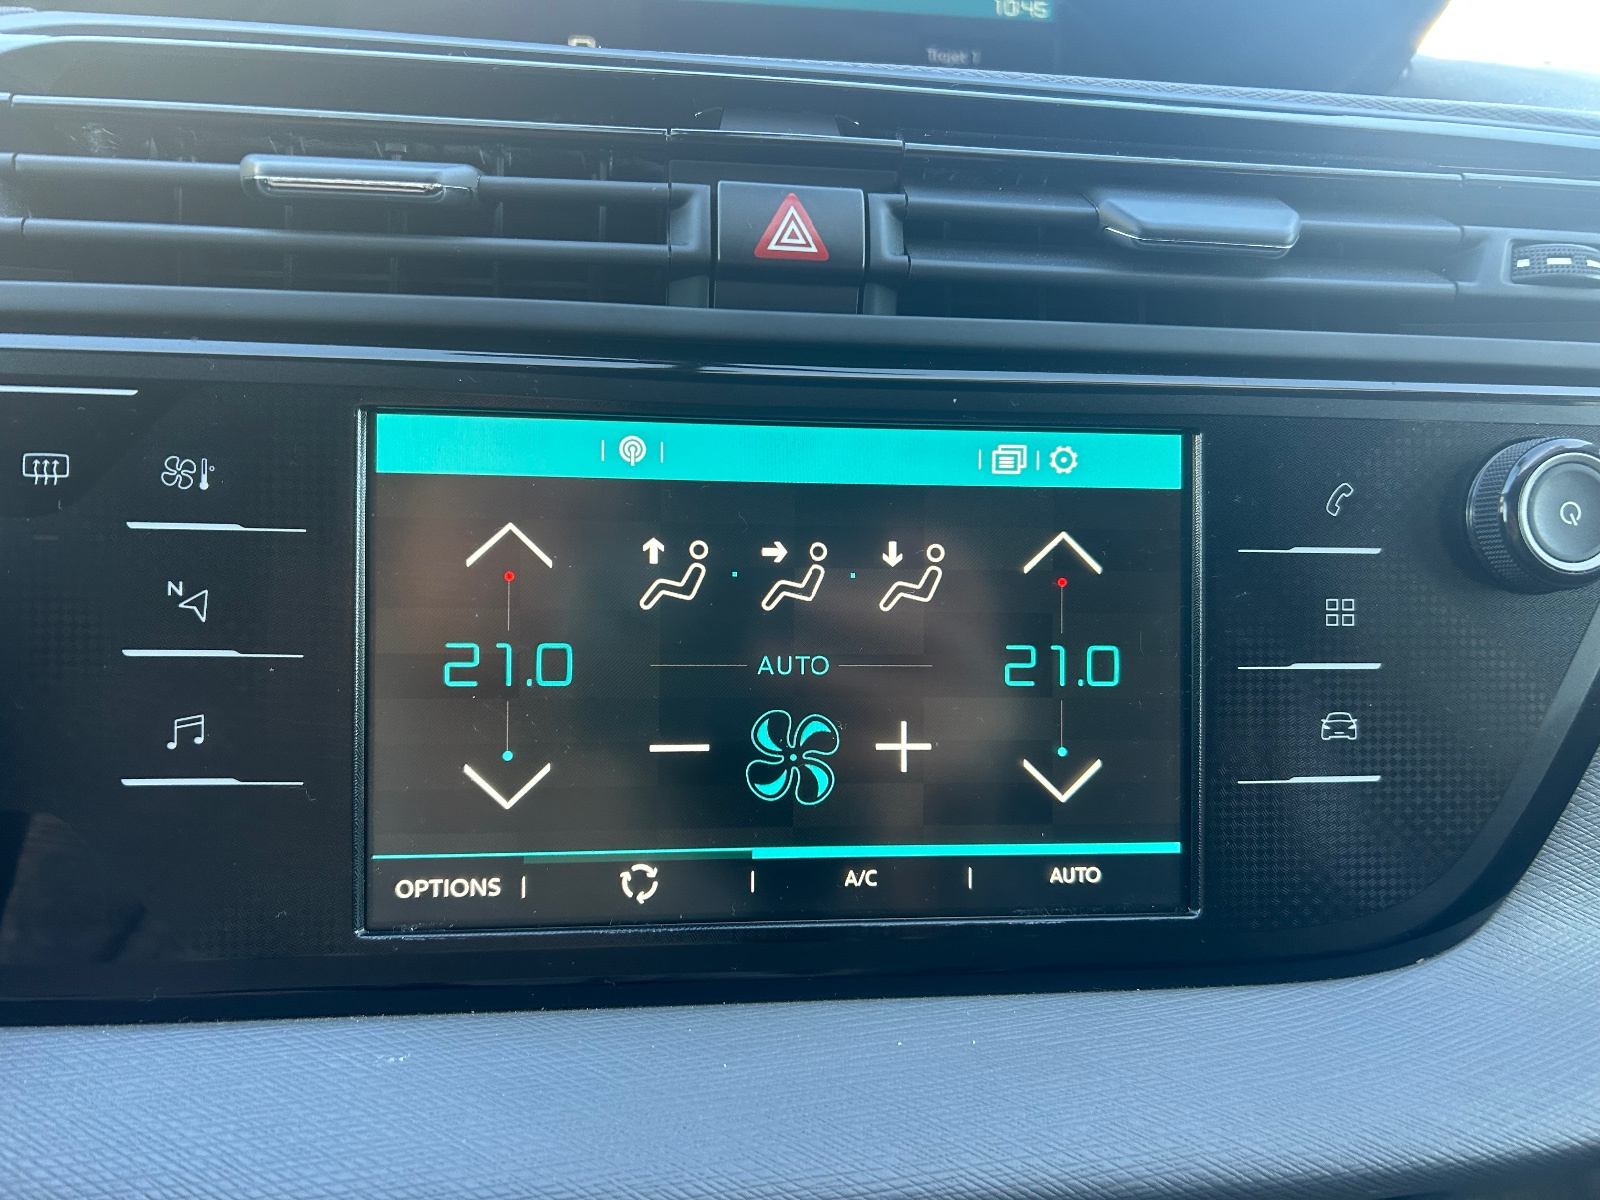 10:45
Trajet 1
N
21.0
AUTO
21.0
OPTIONS
A/C
AUTO